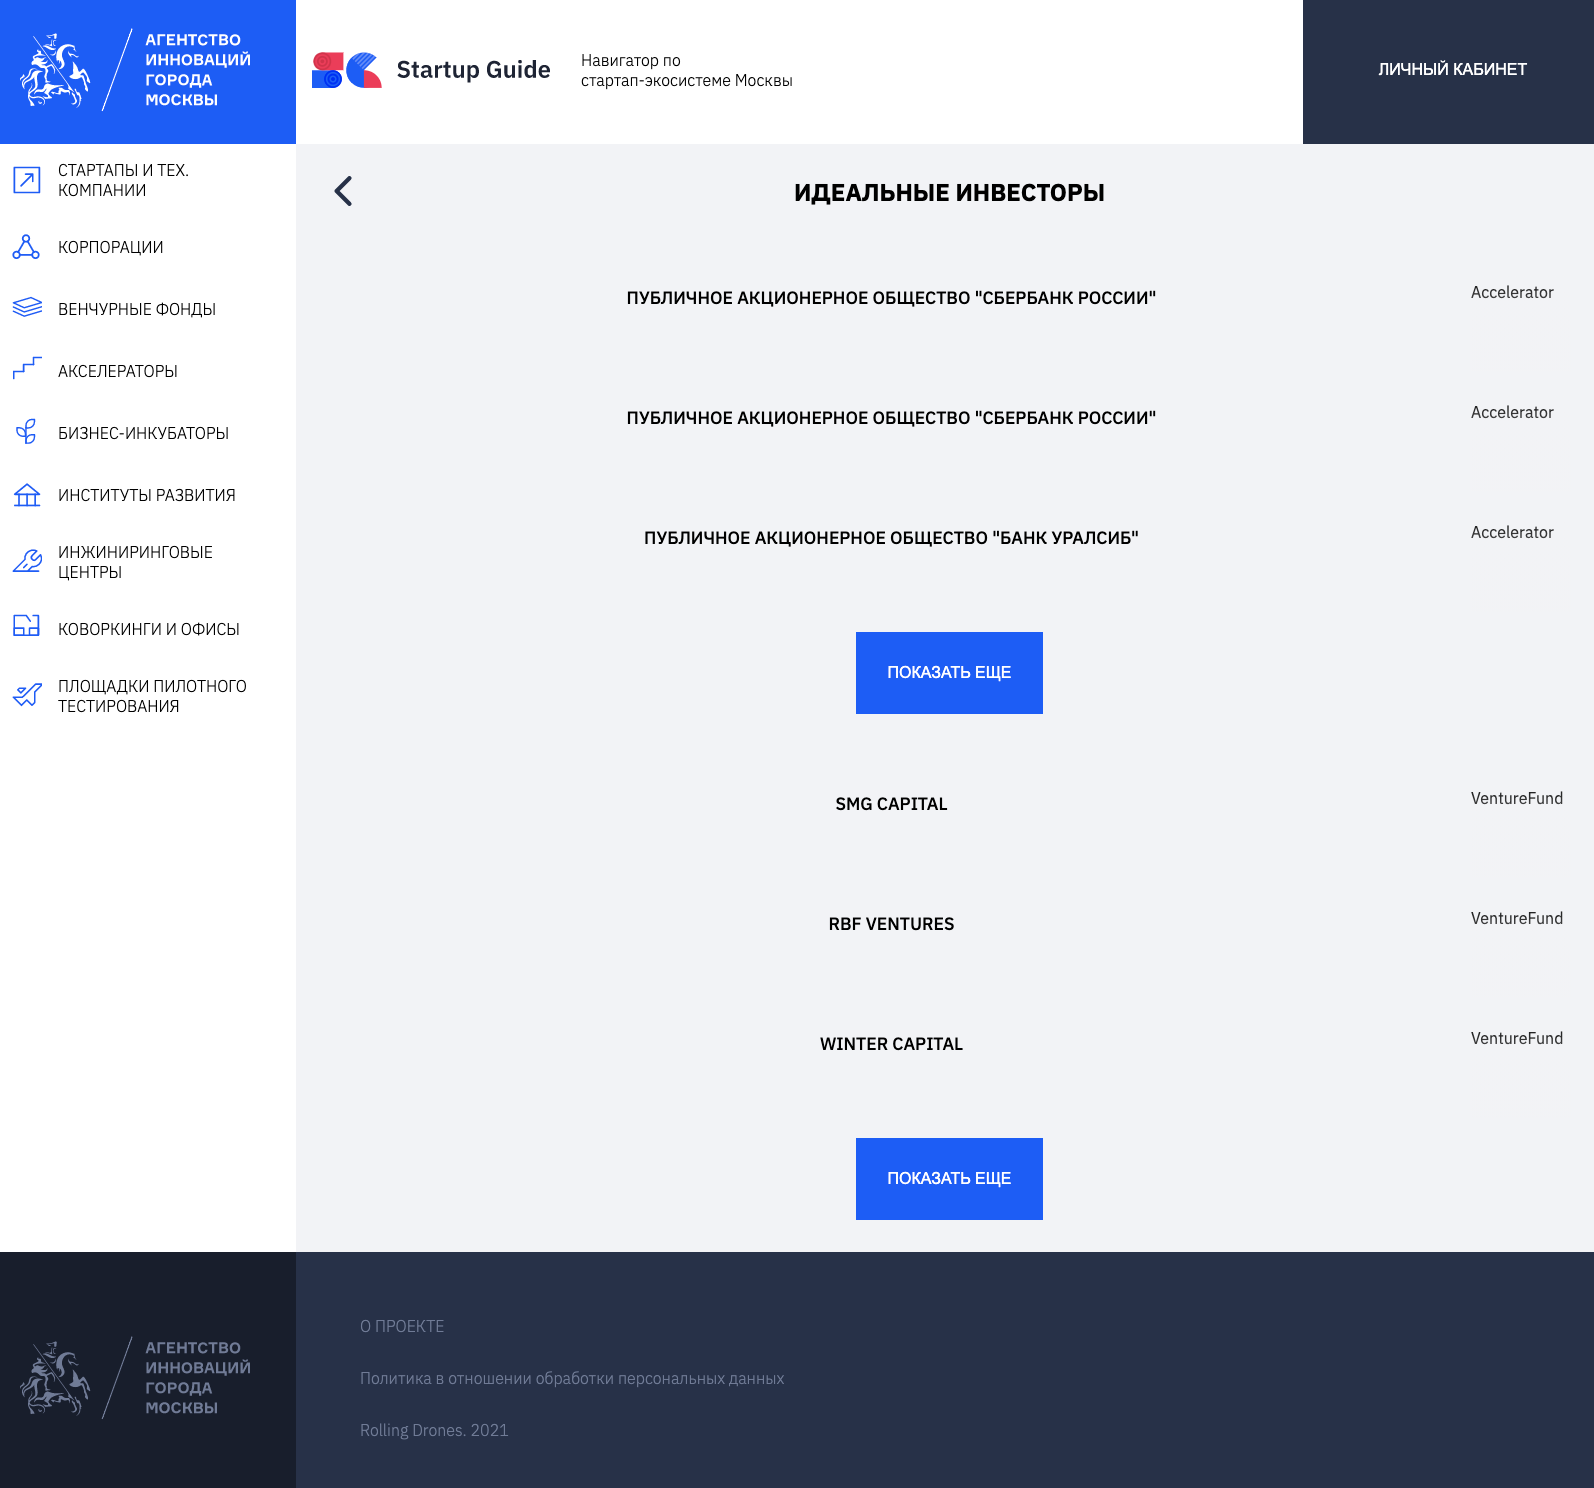 АГЕНТСТВО
ИННОВАЦИЙ
ГОРОДА
МОСКВЫ
Startup Guide
Навигатор по
стартап-экосистеме Москвы
ЛИЧНЫЙ КАБИНЕТ
СТАРТАПЫ И ТЕХ.
КОМПАНИИ
КОРПОРАЦИИ
ВЕНЧУРНЫЕ ФОНДЫ
АКСЕЛЕРАТОРЫ
БИЗНЕС-ИНКУБАТОРЫ
ИНСТИТУТЫ РАЗВИТИЯ
ИНЖИНИРИНГОВЫЕ
ЦЕНТРЫ
КОВОРКИНГИ И ОФИСЫ
ПЛОЩАДКИ ПИЛОТНОГО
ТЕСТИРОВАНИЯ
ИДЕАЛЬНЫЕ ИНВЕСТОРЫ
ПУБЛИЧНОЕ АКЦИОНЕРНОЕ ОБЩЕСТВО "СБЕРБАНК РОССИИ"
Accelerator
ПУБЛИЧНОЕ АКЦИОНЕРНОЕ ОБЩЕСТВО "СБЕРБАНК РОССИИ"
Accelerator
ПУБЛИЧНОЕ АКЦИОНЕРНОЕ ОБЩЕСТВО "БАНК УРАЛСИБ"
Accelerator
ПОКАЗАТЬ ЕЩЕ
SMG CAPITAL
VentureFund
RBF VENTURES
VentureFund
WINTER CAPITAL
VentureFund
ПОКАЗАТЬ ЕЩЕ
АГЕНТСТВО
ИННОВАЦИЙ
ГОРОДА
МОСКВЫ
О ПРОЕКТЕ
Политика в отношении обработки персональных данных
Rolling Drones. 2021